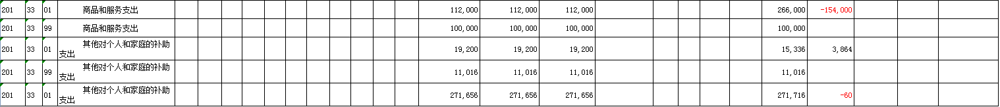 201 33 01 商品和服务支出 112,000 112,000 112,000 266,000 -154,000
201 33 99 商品和服务支出 100,000 100,000 100,000 100,000
201 33 01 其他对个人和家庭的补助
支出 19,200 19,200 19,200 15,336 3,864
201 33 99 其他对个人和家庭的补助
支出 11,016 11,016 11,016 11,016
201 33 01 其他对个人和家庭的补助
支出 271,656 271,656 271,656 271,716 -60